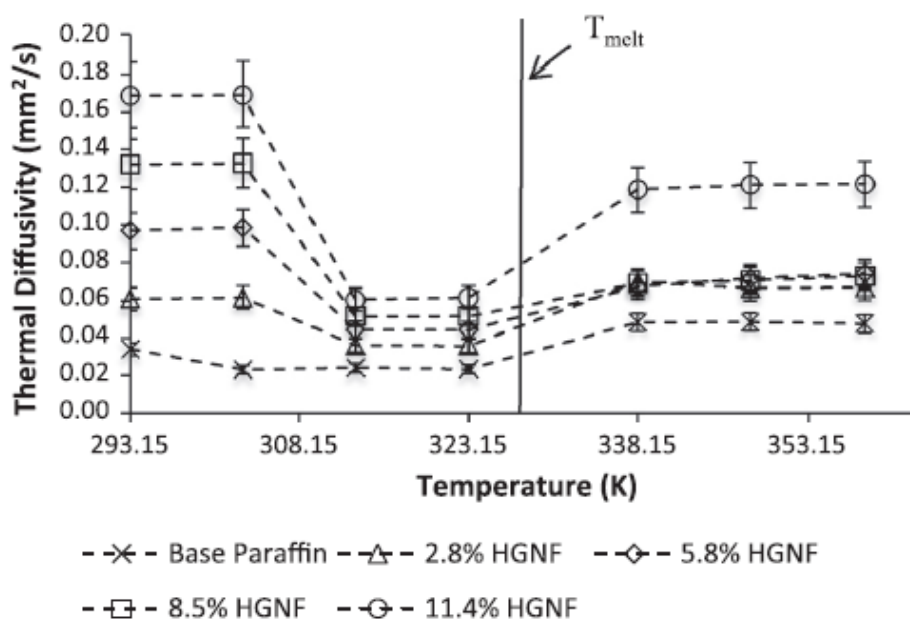 Thermal Diffusivity (mm²/s)
0.20
0.18
0.16
0.14
0.12
0.10
0.08
0.06
0.04
0.02
0.00
T_melt
293.15 308.15 323.15 338.15 353.15
Temperature (K)
Base Paraffin 2.8% HGNF 5.8% HGNF
8.5% HGNF 11.4% HGNF